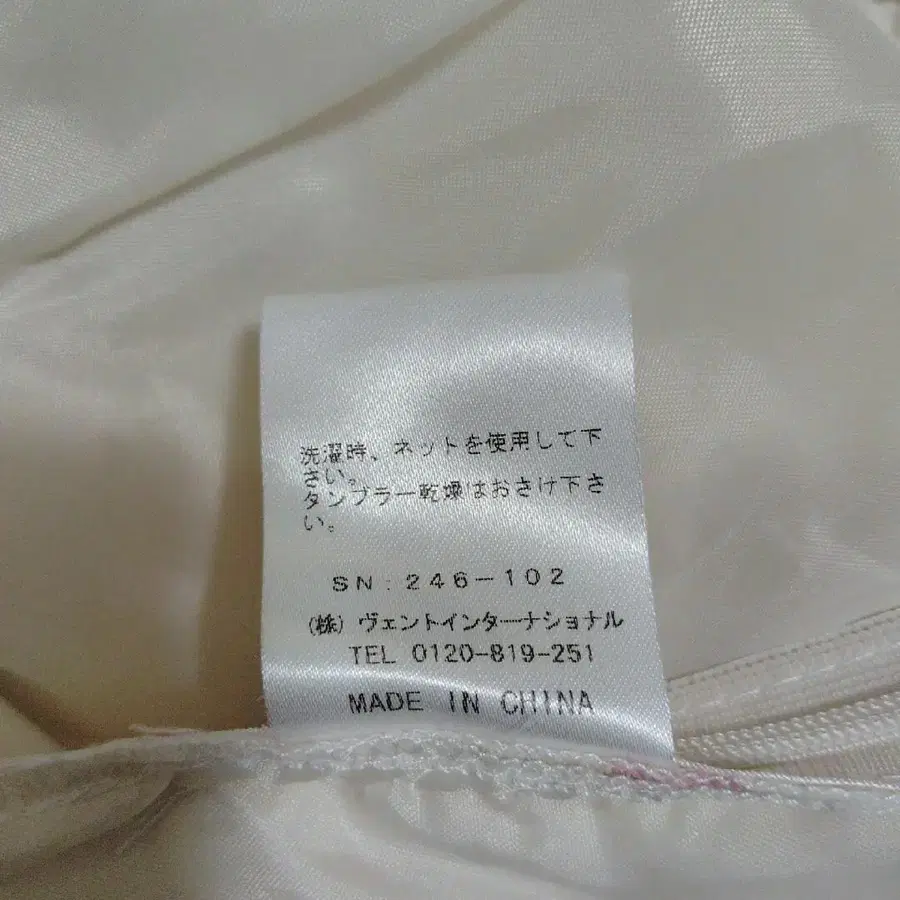 洗濯時、ネットを使用して下
さい。
タンブラー乾燥はおさけ下さ
い。
SN:246-102
(株)ヴェントインターナショナル
TEL 0120-819-251
MADE IN CHINA